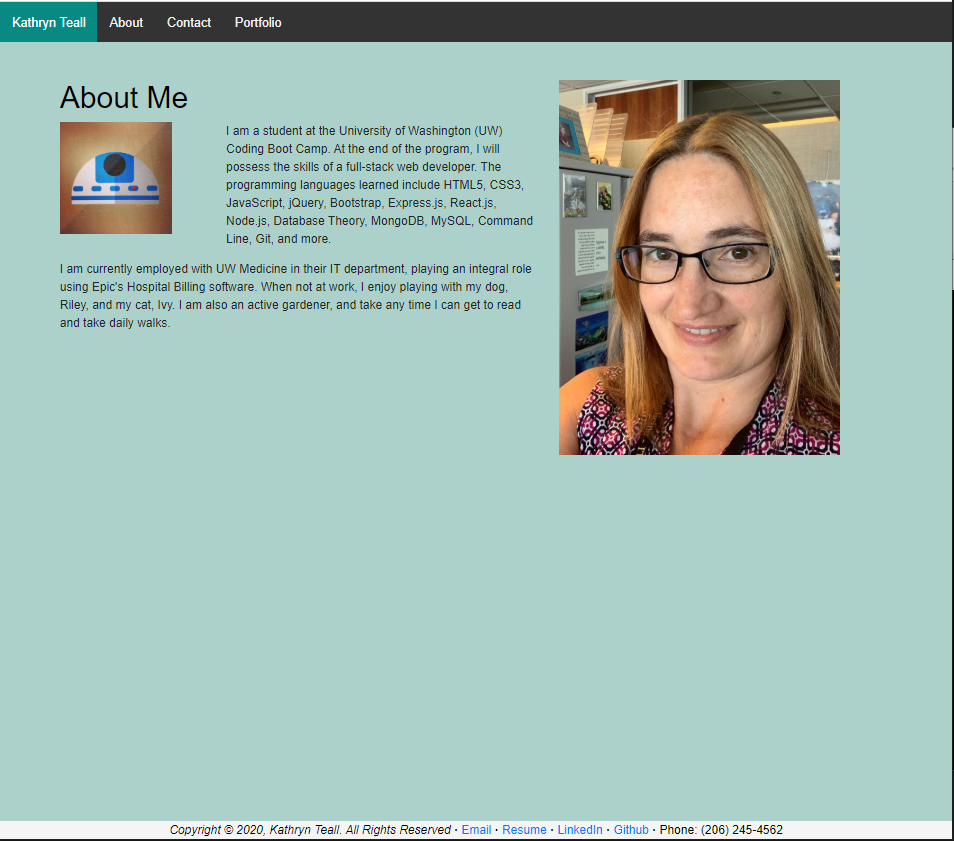 Kathryn Teall About Contact Portfolio
About Me
I am a student at the University of Washington (UW)
Coding Boot Camp. At the end of the program, I will
possess the skills of a full-stack web developer. The
programming languages learned include HTML5, CSS3,
JavaScript, jQuery, Bootstrap, Express.js, React.js,
Node.js, Database Theory, MongoDB, MySQL, Command
Line, Git, and more.
I am currently employed with UW Medicine in their IT department, playing an integral role
using Epic's Hospital Billing software. When not at work, I enjoy playing with my dog,
Riley, and my cat, Ivy. I am also an active gardener, and take any time I can get to read
and take daily walks.
Copyright © 2020, Kathryn Teall. All Rights Reserved · Email · Resume · LinkedIn · Github · Phone: (206) 245-4562